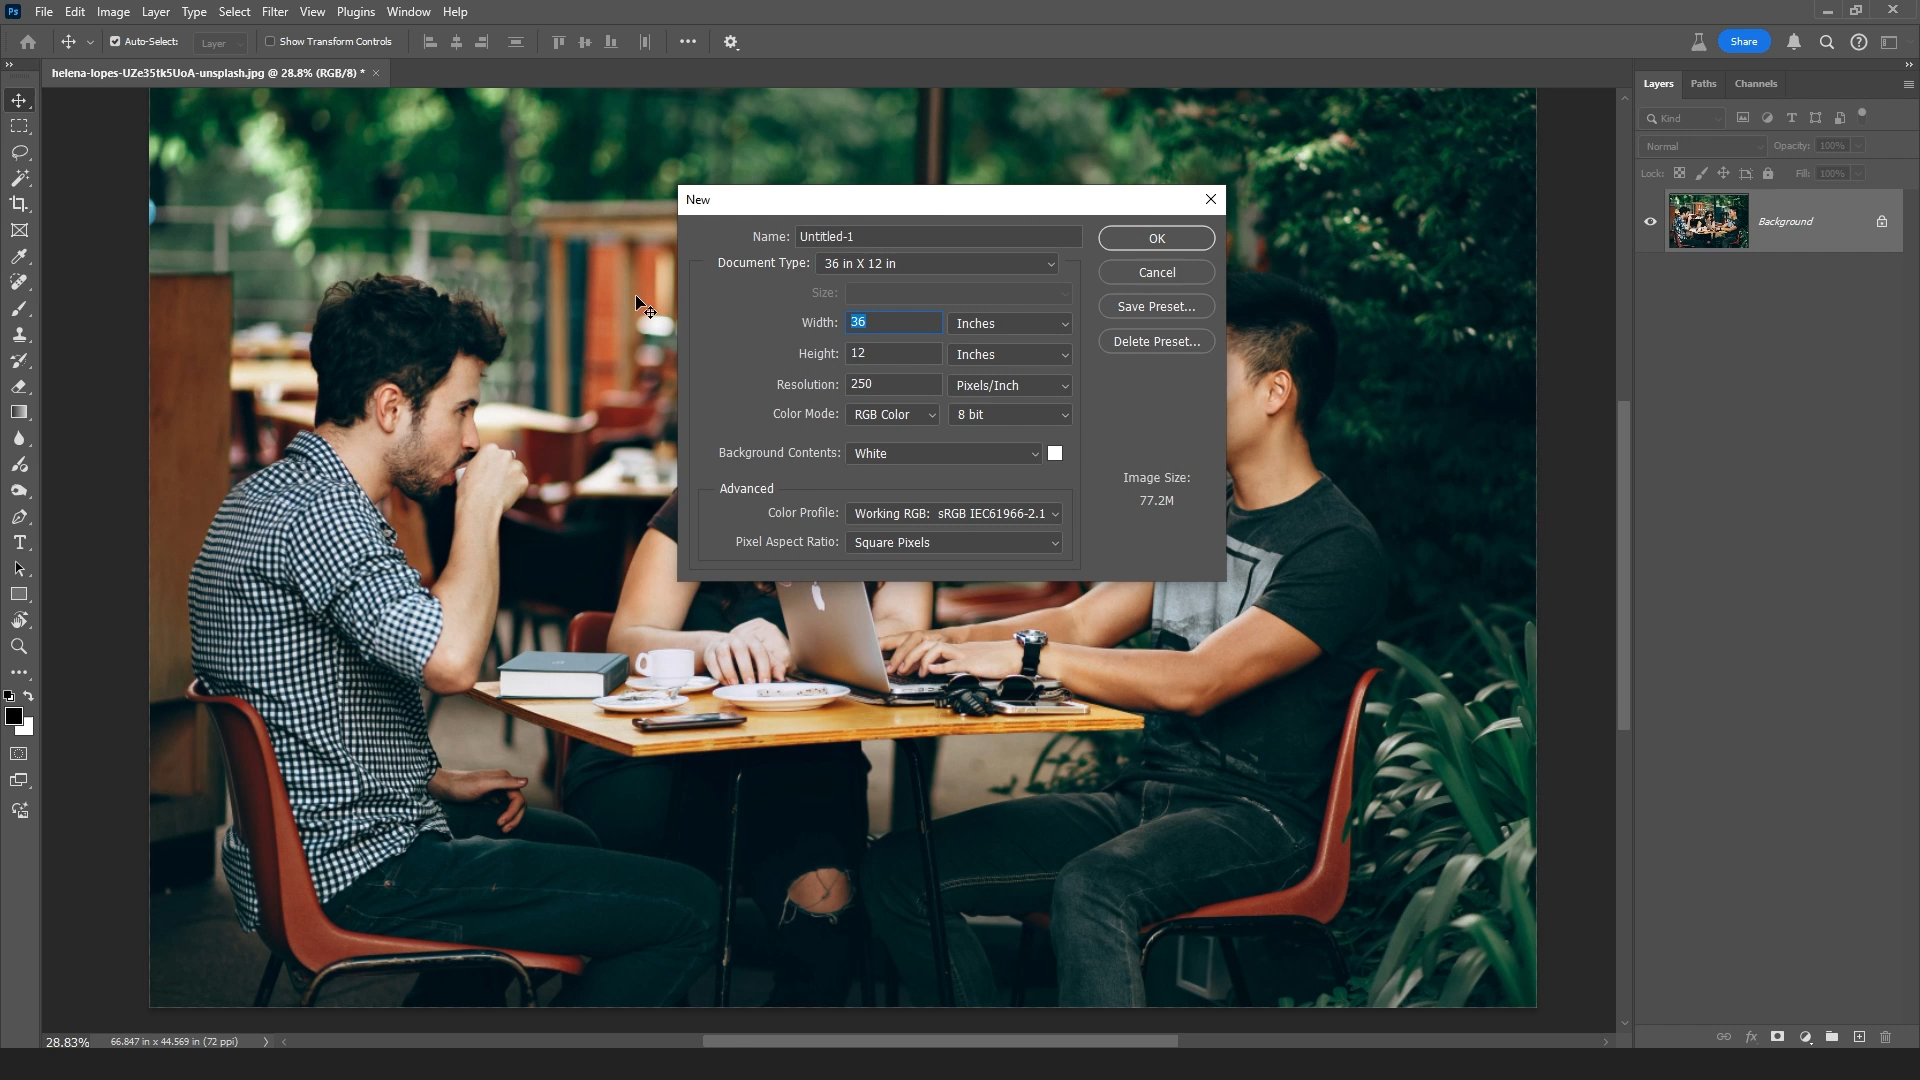 Ps File Edit Image Layer Type Select Filter View Plugins Window Help
Auto-Select: Layer Show Transform Controls Share
helena-lopes-UZe35tk5UoA-unsplash.jpg @ 28.8% (RGB/8) *
New
Name: Untitled-1
Document Type: 36 in X 12 in
Size:
Width: 36 Inches
Height: 12 Inches
Resolution: 250 Pixels/Inch
Color Mode: RGB Color 8 bit
Background Contents: White
Advanced
Color Profile: Working RGB: sRGB IEC61966-2.1
Pixel Aspect Ratio: Square Pixels
OK
Cancel
Save Preset...
Delete Preset...
Image Size:
77.2M
Layers Paths Channels
Kind
Normal Opacity: 100%
Lock: Fill: 100%
Background
fx
28.83% 66.847 in x 44.569 in (72 ppi)